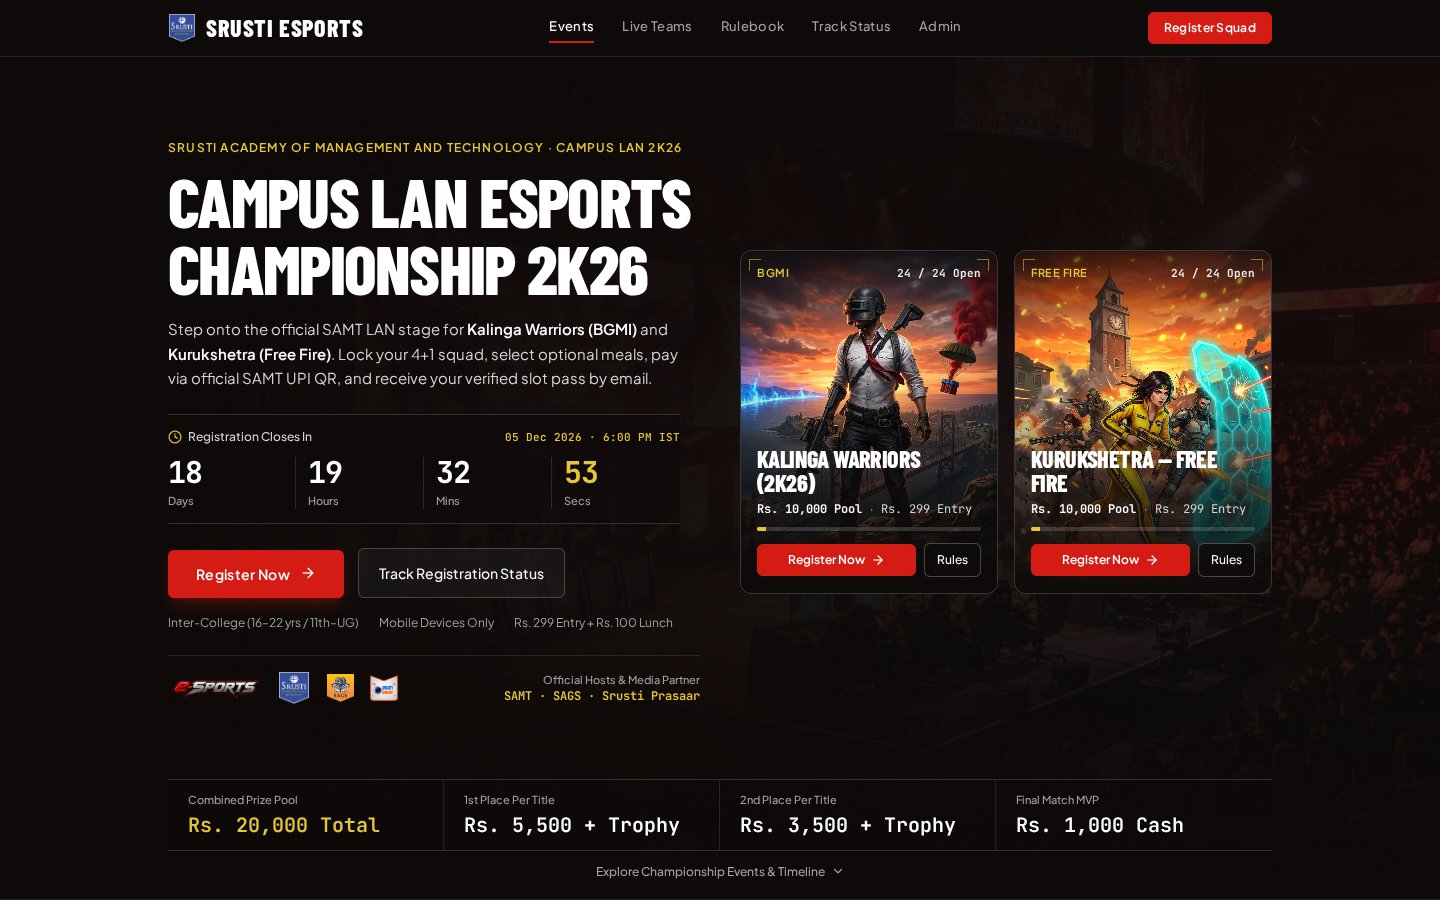 SRUSTI
SRUSTI ESPORTS
Events
Live Teams
Rulebook
Track Status
Admin
Register Squad
SRUSTI ACADEMY OF MANAGEMENT AND TECHNOLOGY · CAMPUS LAN 2K26
CAMPUS LAN ESPORTS
CHAMPIONSHIP 2K26
Step onto the official SAMT LAN stage for Kalinga Warriors (BGMI) and
Kurukshetra (Free Fire). Lock your 4+1 squad, select optional meals, pay
via official SAMT UPI QR, and receive your verified slot pass by email.
Registration Closes In
05 Dec 2026 · 6:00 PM IST
18
19
32
53
Days
Hours
Mins
Secs
Register Now
Track Registration Status
Inter-College (16–22 yrs / 11th–UG)
Mobile Devices Only
Rs. 299 Entry + Rs. 100 Lunch
e-SPORTS
SRUSTI
SAGS
Official Hosts & Media Partner
SAMT · SAGS · Srusti Prasaar
BGMI
24 / 24 Open
KALINGA WARRIORS
(2K26)
Rs. 10,000 Pool · Rs. 299 Entry
Register Now
Rules
FREE FIRE
24 / 24 Open
KURUKSHETRA – FREE
FIRE
Rs. 10,000 Pool · Rs. 299 Entry
Register Now
Rules
Combined Prize Pool
Rs. 20,000 Total
1st Place Per Title
Rs. 5,500 + Trophy
2nd Place Per Title
Rs. 3,500 + Trophy
Final Match MVP
Rs. 1,000 Cash
Explore Championship Events & Timeline